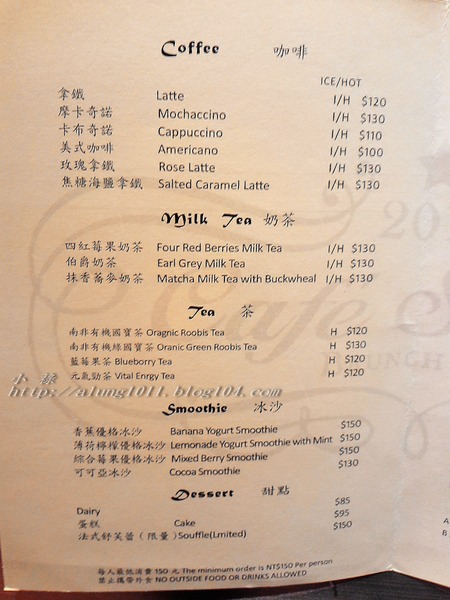 Coffee 咖啡
ICE/HOT
拿鐵 Latte I/H $120
摩卡奇諾 Mochaccino I/H $130
卡布奇諾 Cappuccino I/H $110
美式咖啡 Americano I/H $100
玫瑰拿鐵 Rose Latte I/H $130
焦糖海鹽拿鐵 Salted Caramel Latte I/H $130
Milk Tea 奶茶
四紅莓果奶茶 Four Red Berries Milk Tea I/H $130
伯爵奶茶 Earl Grey Milk Tea I/H $130
抹香蕎麥奶茶 Matcha Milk Tea with Buckwheal I/H $130
Tea 茶
南非有機國寶茶 Oragnic Roobis Tea H $120
南非有機綠國寶茶 Oranic Green Roobis Tea H $130
藍莓果茶 Blueborry Tea H $120
元氣勁茶 Vital Enrgy Tea H $120
http://alung1011.blog104.com/
Smoothie 冰沙
香蕉優格冰沙 Banana Yogurt Smoothie $150
薄荷檸檬優格冰沙 Lemonade Yogurt Smoothie with Mint $150
綜合莓果優格冰沙 Mixed Berry Smoothie $150
可可亞冰沙 Cocoa Smoothie $130
Dessert 甜點
Dairy $85
蛋糕 Cake $95
法式舒芙蕾(限量)Souffle(Lmited) $150
每人最低消費 150 元 The minimum order is NT$150 Per person
禁止攜帶外食 NO OUTSIDE FOOD OR DRINKS ALLOWED